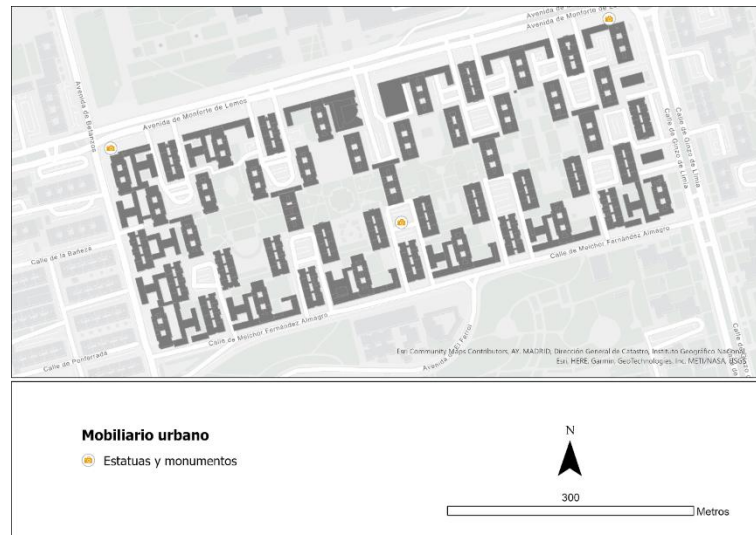 Avenida de Monforte de Lemos
Avenida de Betanzos
Avenida de Monforte de Lemos
Calle de Ginzo de Limia
Calle de Ginzo de Limia
Calle de la Bañeza
Calle de Melchor Fernández Almagro
Calle de Melchor Fernández Almagro
Calle de Ponferrada
Avenida de El Ferrol
Esri Community Maps Contributors, AY. MADRID, Dirección General de Catastro, Instituto Geográfico Nacional,
Esri, HERE, Garmin, GeoTechnologies, Inc, METI/NASA, USGS
Mobiliario urbano
Estatuas y monumentos
N
300
Metros